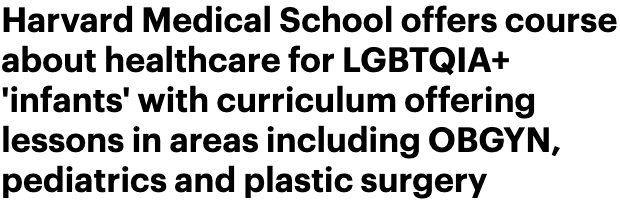 Harvard Medical School offers course
about healthcare for LGBTQIA+
'infants' with curriculum offering
lessons in areas including OBGYN,
pediatrics and plastic surgery